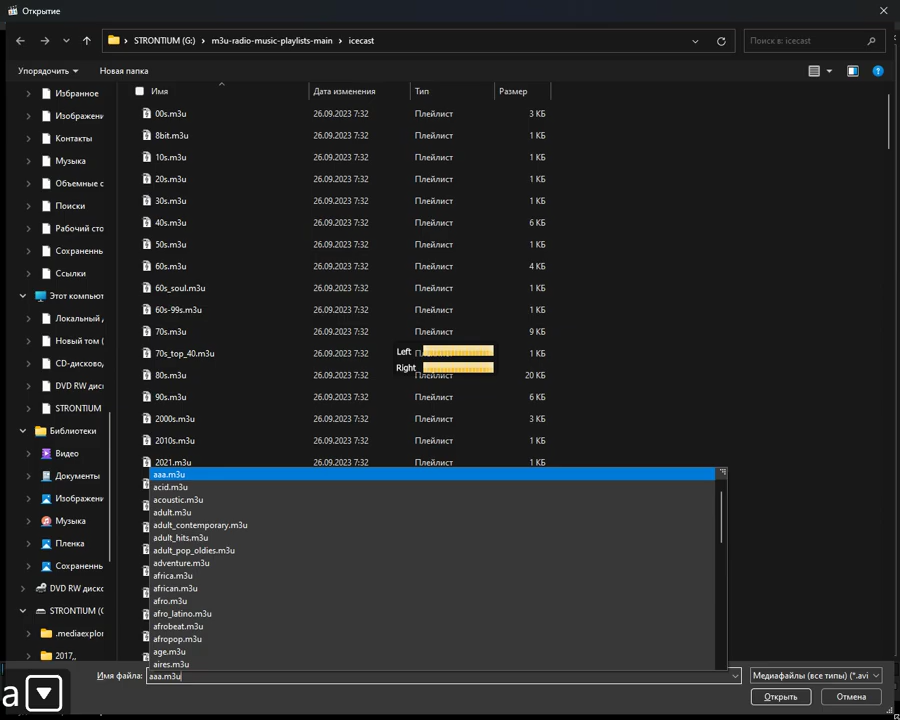 Открытие
STRONTIUM (G:) › m3u-radio-music-playlists-main › icecast
Поиск в: icecast
Упорядочить Новая папка
Избранное
Изображени
Контакты
Музыка
Объемные с
Поиски
Рабочий сто
Сохраненны
Ссылки
Этот компьют
Локальный д
Новый том (
CD-дисковод
DVD RW дис
STRONTIUM
Библиотеки
Видео
Документы
Изображени
Музыка
Пленка
Сохраненны
DVD RW диско
STRONTIUM (G
.mediaexplor
2017,,
Имя Дата изменения Тип Размер
00s.m3u 26.09.2023 7:32 Плейлист 3 КБ
8bit.m3u 26.09.2023 7:32 Плейлист 1 КБ
10s.m3u 26.09.2023 7:32 Плейлист 1 КБ
20s.m3u 26.09.2023 7:32 Плейлист 1 КБ
30s.m3u 26.09.2023 7:32 Плейлист 1 КБ
40s.m3u 26.09.2023 7:32 Плейлист 6 КБ
50s.m3u 26.09.2023 7:32 Плейлист 1 КБ
60s.m3u 26.09.2023 7:32 Плейлист 4 КБ
60s_soul.m3u 26.09.2023 7:32 Плейлист 1 КБ
60s-99s.m3u 26.09.2023 7:32 Плейлист 1 КБ
70s.m3u 26.09.2023 7:32 Плейлист 9 КБ
70s_top_40.m3u 26.09.2023 7:32 Плейлист 1 КБ
80s.m3u 26.09.2023 7:32 Плейлист 20 КБ
90s.m3u 26.09.2023 7:32 Плейлист 6 КБ
2000s.m3u 26.09.2023 7:32 Плейлист 3 КБ
2010s.m3u 26.09.2023 7:32 Плейлист 1 КБ
2021.m3u 26.09.2023 7:32 Плейлист 1 КБ
Left
Right
aaa.m3u
acid.m3u
acoustic.m3u
adult.m3u
adult_contemporary.m3u
adult_hits.m3u
adult_pop_oldies.m3u
adventure.m3u
africa.m3u
african.m3u
afro.m3u
afro_latino.m3u
afrobeat.m3u
afropop.m3u
age.m3u
aires.m3u
Имя файла: aaa.m3u
Медиафайлы (все типы) (*.avi
Открыть Отмена
a